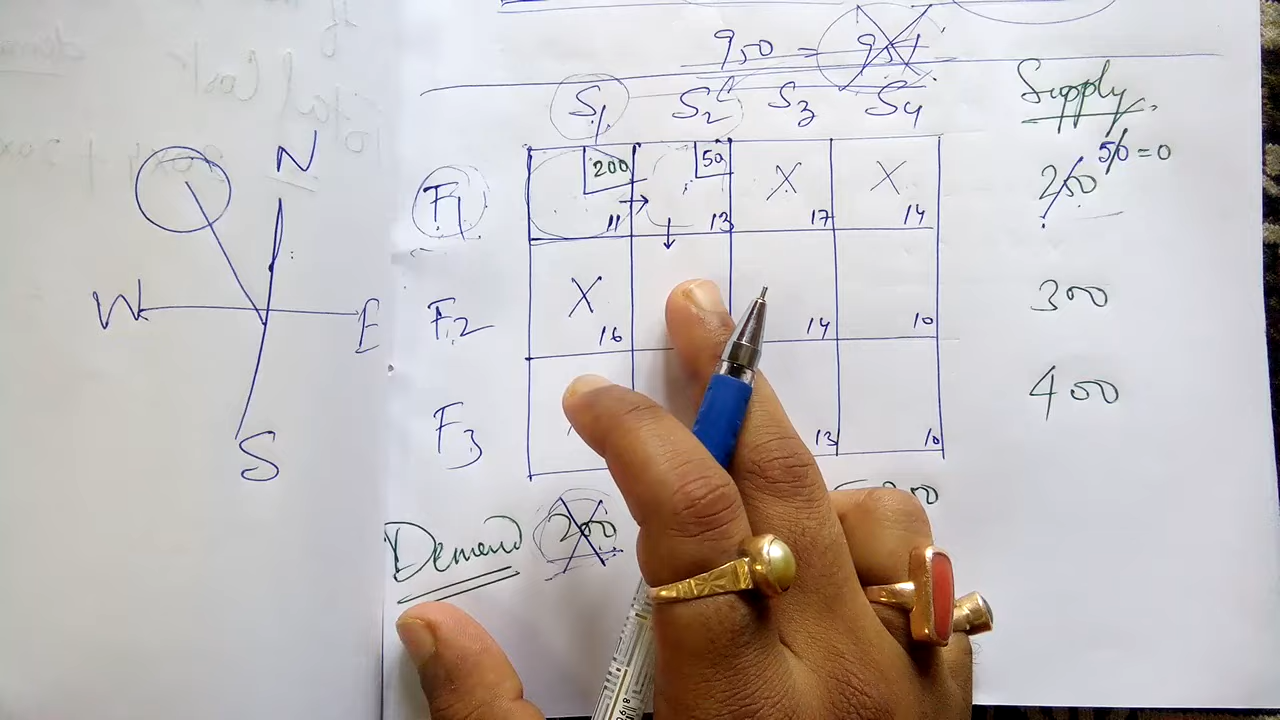 950 = 951
S1 S2 S3 S4 Supply
N
W E
S
F1 200 11 50 13 X 17 X 14 250 50=0
F2 X 16 14 10 300
F3 13 10 400
Demand 200